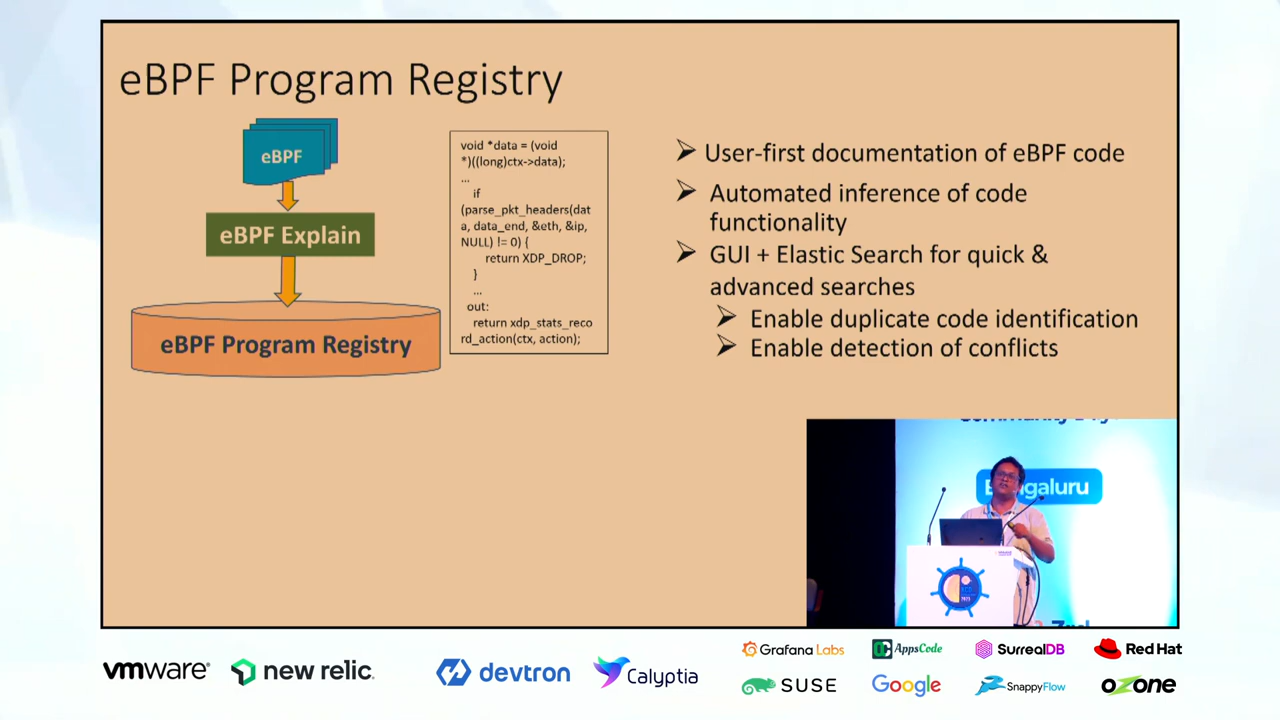 eBPF Program Registry
eBPF
eBPF Explain
eBPF Program Registry
void *data = (void
*)((long)ctx->data);
...
if
(parse_pkt_headers(dat
a, data_end, &eth, &ip,
NULL) != 0) {
return XDP_DROP;
}
...
out:
return xdp_stats_reco
rd_action(ctx, action);
➢ User-first documentation of eBPF code
➢ Automated inference of code
functionality
➢ GUI + Elastic Search for quick &
advanced searches
➢ Enable duplicate code identification
➢ Enable detection of conflicts
vmware®
new relic.
devtron
Calyptia
Grafana Labs
AppsCode
SurrealDB
Red Hat
SUSE
Google
SnappyFlow
OZONE